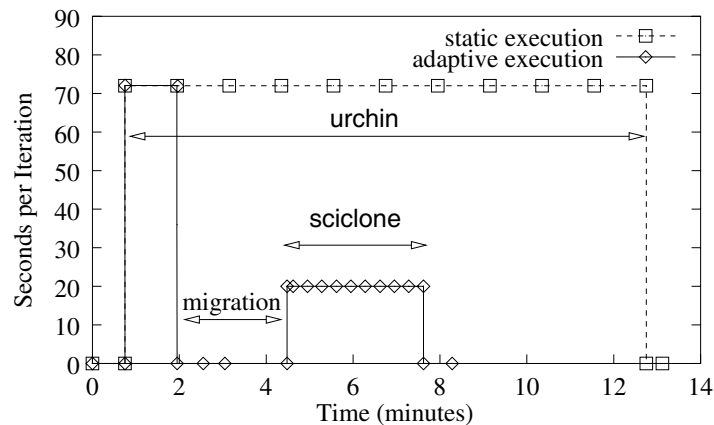 90
80
70
60
50
40
30
20
10
0
Seconds per Iteration
static execution
adaptive execution
urchin
sciclone
migration
0 2 4 6 8 10 12 14
Time (minutes)